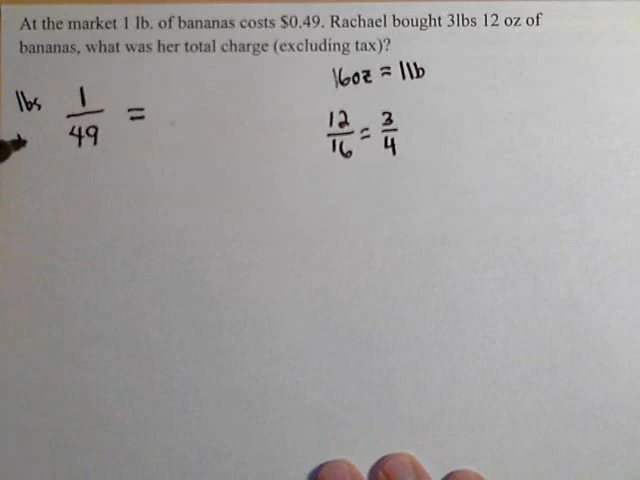 At the market 1 lb. of bananas costs $0.49. Rachael bought 3lbs 12 oz of
bananas, what was her total charge (excluding tax)?
16oz = 1lb
lbs 1/49 =
12/16 = 3/4